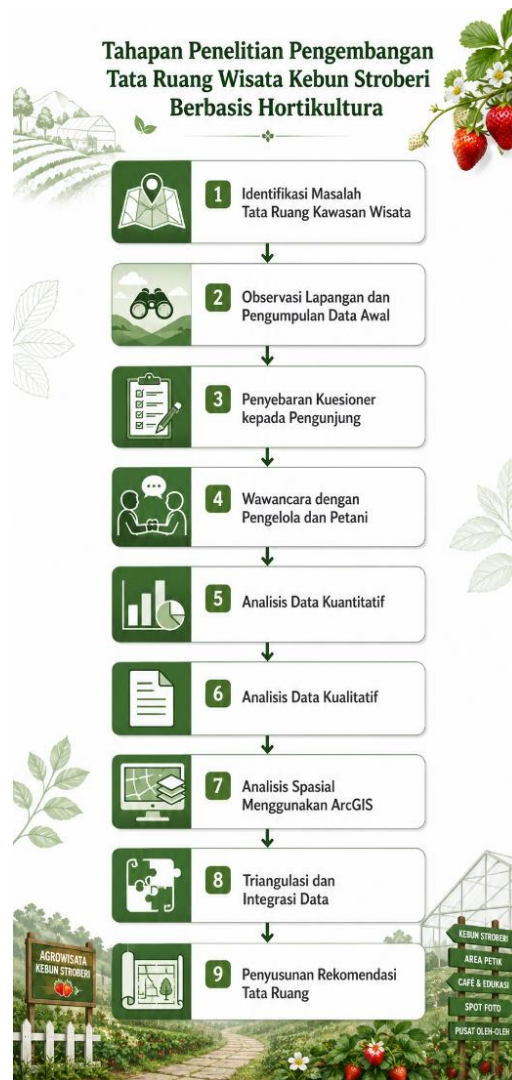 Tahapan Penelitian Pengembangan
Tata Ruang Wisata Kebun Stroberi
Berbasis Hortikultura
1
Identifikasi Masalah
Tata Ruang Kawasan Wisata
2
Observasi Lapangan dan
Pengumpulan Data Awal
3
Penyebaran Kuesioner
kepada Pengunjung
4
Wawancara dengan
Pengelola dan Petani
5
Analisis Data Kuantitatif
6
Analisis Data Kualitatif
7
Analisis Spasial
Menggunakan ArcGIS
8
Triangulasi dan
Integrasi Data
9
Penyusunan Rekomendasi
Tata Ruang
AGROWISATA
KEBUN STROBERI
KEBUN STROBERI
AREA PETIK
CAFÉ & EDUKASI
SPOT FOTO
PUSAT OLEH-OLEH